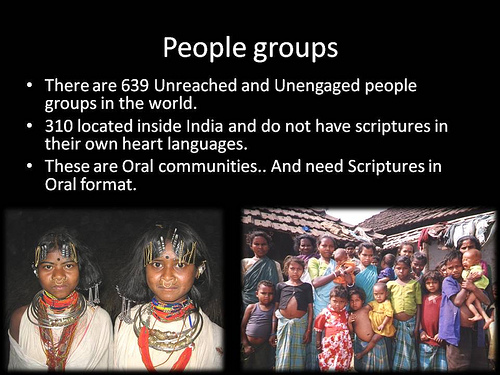 People groups
• There are 639 Unreached and Unengaged people
groups in the world.
• 310 located inside India and do not have scriptures in
their own heart languages.
• These are Oral communities.. And need Scriptures in
Oral format.